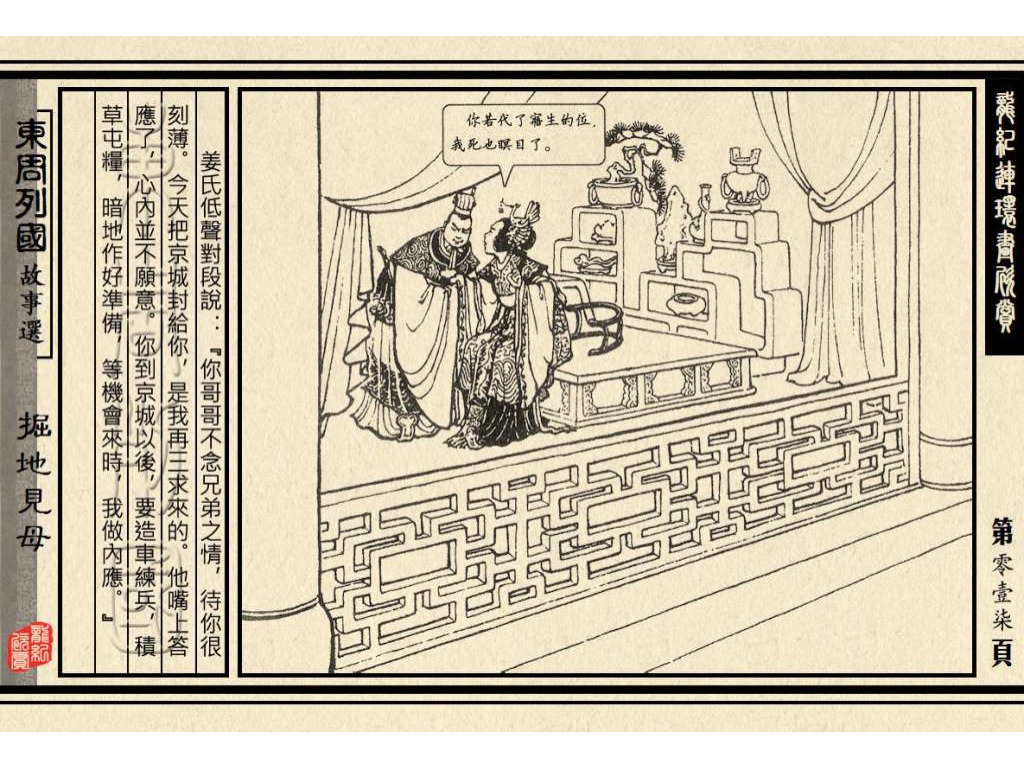 龍紀連環畫欣賞
第零壹柒頁
你若代了寤生的位,
我死也瞑目了。
姜氏低聲對段說:『你哥哥不念兄弟之情,待你很
刻薄。今天把京城封給你,是我再三求來的。他嘴上答
應了,心內並不願意。你到京城以後,要造車練兵,積
草屯糧,暗地作好準備,等機會來時,我做內應。』
東周列國故事選
掘地見母